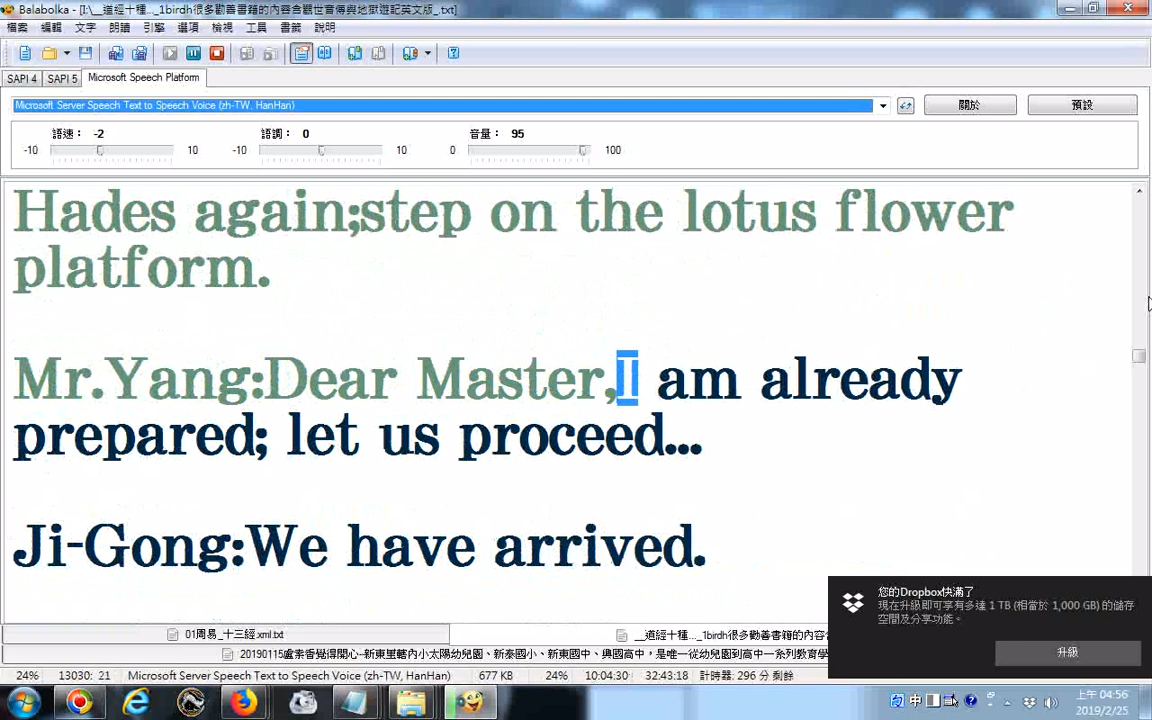 Balabolka - [I:\__道經十種..._1birdh很多勸善書籍的內容含觀世音傳與地獄遊記英文版_.txt]
檔案 編輯 文字 朗讀 引擎 選項 檢視 工具 書籤 說明
SAPI 4 SAPI 5 Microsoft Speech Platform
Microsoft Server Speech Text to Speech Voice (zh-TW, HanHan) 關於 預設
語速： -2 語調： 0 音量： 95
-10 10 -10 10 0 100
Hades again;step on the lotus flower
platform.
Mr.Yang:Dear Master,I am already
prepared; let us proceed...
Ji-Gong:We have arrived.
您的Dropbox快滿了
現在升級即可享有多達 1 TB (相當於 1,000 GB) 的儲存
空間及分享功能。
升級
01周易_十三經.xml.txt __道經十種..._1birdh很多勸善書籍的內容含
20190115盧素香覺得開心~新東里轄內小太陽幼兒園、新泰國小、新東國中、興國高中，是唯一從幼兒園到高中一系列教育學
24% 13030: 21 Microsoft Server Speech Text to Speech Voice (zh-TW, HanHan) 677 KB 24% 10:04:30 32:43:18 計時器: 296 分 剩餘
中 上午 04:56
2019/2/25